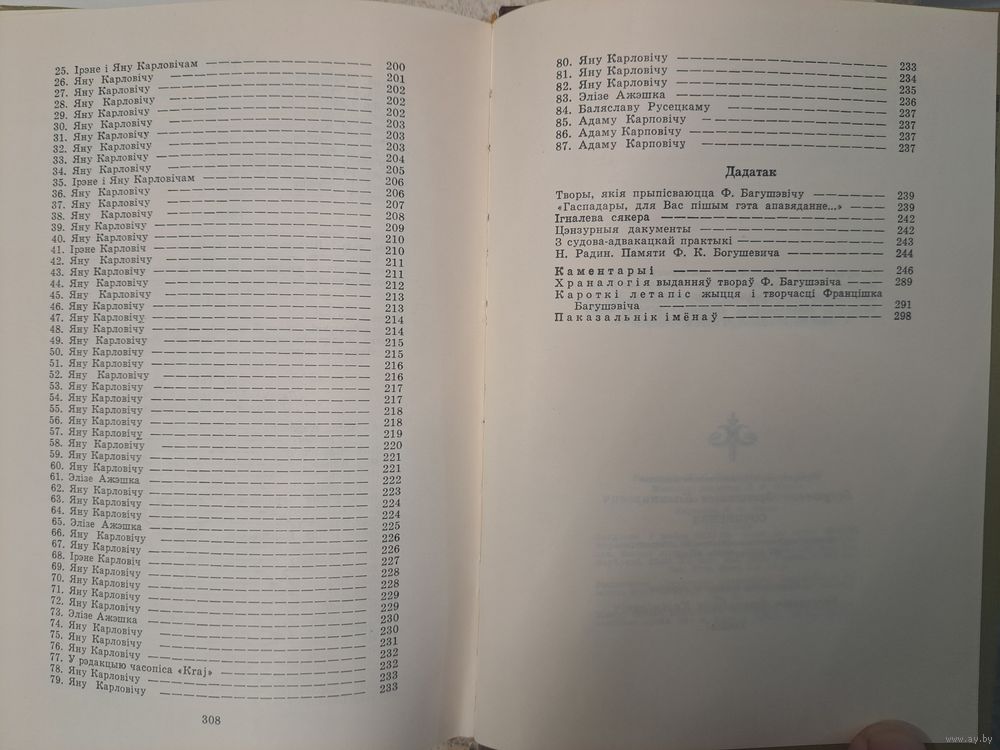 25. Ірэне і Яну Карловічам 200
26. Яну Карловічу 201
27. Яну Карловічу 202
28. Яну Карловічу 202
29. Яну Карловічу 202
30. Яну Карловічу 203
31. Яну Карловічу 203
32. Яну Карловічу 203
33. Яну Карловічу 204
34. Яну Карловічу 205
35. Ірэне і Яну Карловічам 206
36. Яну Карловічу 206
37. Яну Карловічу 207
38. Яну Карловічу 208
39. Яну Карловічу 209
40. Яну Карловічу 210
41. Ірэне Карловіч 210
42. Яну Карловічу 211
43. Яну Карловічу 211
44. Яну Карловічу 212
45. Яну Карловічу 213
46. Яну Карловічу 213
47. Яну Карловічу 214
48. Яну Карловічу 214
49. Яну Карловічу 215
50. Яну Карловічу 215
51. Яну Карловічу 216
52. Яну Карловічу 216
53. Яну Карловічу 217
54. Яну Карловічу 217
55. Яну Карловічу 218
56. Яну Карловічу 218
57. Яну Карловічу 219
58. Яну Карловічу 220
59. Яну Карловічу 221
60. Яну Карловічу 221
61. Элізе Ажэшка 222
62. Яну Карловічу 223
63. Яну Карловічу 224
64. Яну Карловічу 224
65. Элізе Ажэшка 225
66. Яну Карловічу 226
67. Яну Карловічу 226
68. Ірэне Карловіч 227
69. Яну Карловічу 228
70. Яну Карловічу 228
71. Яну Карловічу 229
72. Яну Карловічу 229
73. Элізе Ажэшка 230
74. Яну Карловічу 230
75. Яну Карловічу 231
76. Яну Карловічу 232
77. У рэдакцыю часопіса «Kraj» 232
78. Яну Карловічу 233
79. Яну Карловічу 233
308
80. Яну Карловічу 233
81. Яну Карловічу 234
82. Яну Карловічу 235
83. Элізе Ажэшка 236
84. Баляславу Русецкаму 237
85. Адаму Карповічу 237
86. Адаму Карповічу 237
87. Адаму Карповічу 237
Дадатак
Творы, якія прыпісваюцца Ф. Багушэвічу 239
«Гаспадары, для Вас пішым гэта апавяданне...» 239
Ігналева сякера 242
Цэнзурныя дакументы 242
З судова-адвакацкай практыкі 243
Н. Радин. Памяти Ф. К. Богушевича 244
Каментарыі 246
Храналогія выданняў твораў Ф. Багушэвіча 289
Кароткі летапіс жыцця і творчасці Францішка
Багушэвіча 291
Паказальнік імёнаў 298
www.ay.by